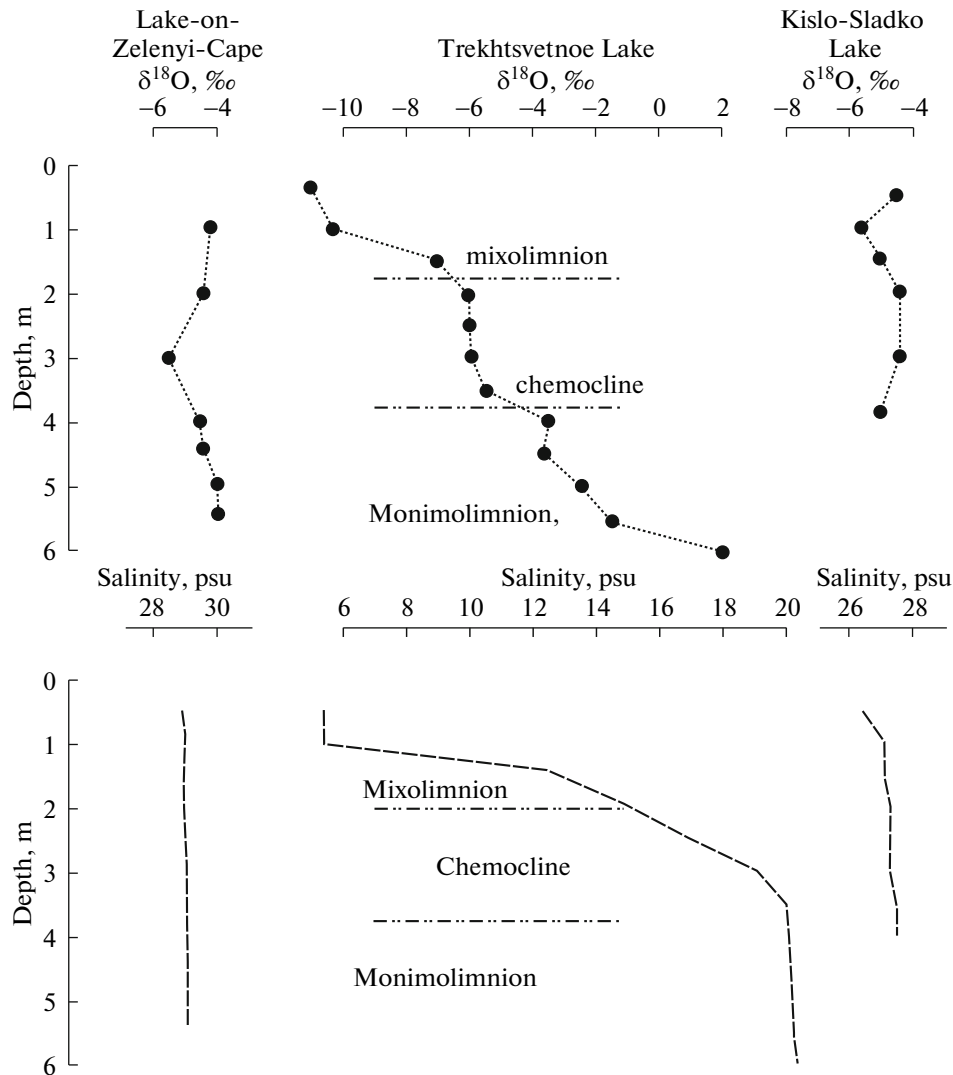 Lake-on-
Zelenyi-Cape
δ¹⁸O, ‰
−6 −4
Trekhtsvetnoe Lake
δ¹⁸O, ‰
−10 −8 −6 −4 −2 0 2
Kislo-Sladko
Lake
δ¹⁸O, ‰
−8 −6 −4
Depth, m
0
1
2
3
4
5
6
mixolimnion
chemocline
Monimolimnion,
Salinity, psu
28 30
Salinity, psu
6 8 10 12 14 16 18 20
Salinity, psu
26 28
Depth, m
0
1
2
3
4
5
6
Mixolimnion
Chemocline
Monimolimnion